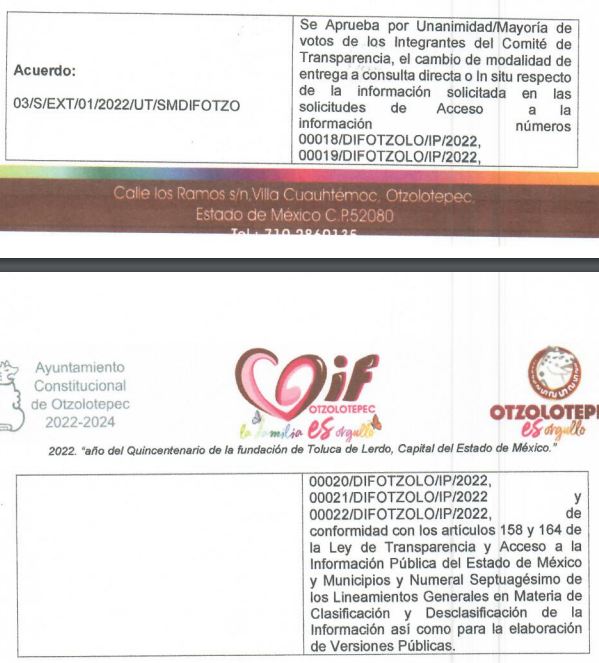 Acuerdo:
03/S/EXT/01/2022/UT/SMDIFOTZO
Se Aprueba por Unanimidad/Mayoría de
votos de los Integrantes del Comité de
Transparencia, el cambio de modalidad de
entrega a consulta directa o In situ respecto
de la información solicitada en las
solicitudes de Acceso a la
información números
00018/DIFOTZOLO/IP/2022,
00019/DIFOTZOLO/IP/2022,
Calle los Ramos s/n, Villa Cuauhtémoc, Otzolotepec,
Estado de México C.P.52080
Tel.: 719 2860135
Ayuntamiento
Constitucional
de Otzolotepec
2022-2024
Dif
OTZOLOTEPEC
la familia es orgullo
OTZOLOTEPE
es orgullo
2022. "año del Quincentenario de la fundación de Toluca de Lerdo, Capital del Estado de México."
00020/DIFOTZOLO/IP/2022,
00021/DIFOTZOLO/IP/2022 y
00022/DIFOTZOLO/IP/2022, de
conformidad con los artículos 158 y 164 de
la Ley de Transparencia y Acceso a la
Información Pública del Estado de México
y Municipios y Numeral Septuagésimo de
los Lineamientos Generales en Materia de
Clasificación y Desclasificación de la
Información así como para la elaboración
de Versiones Públicas.